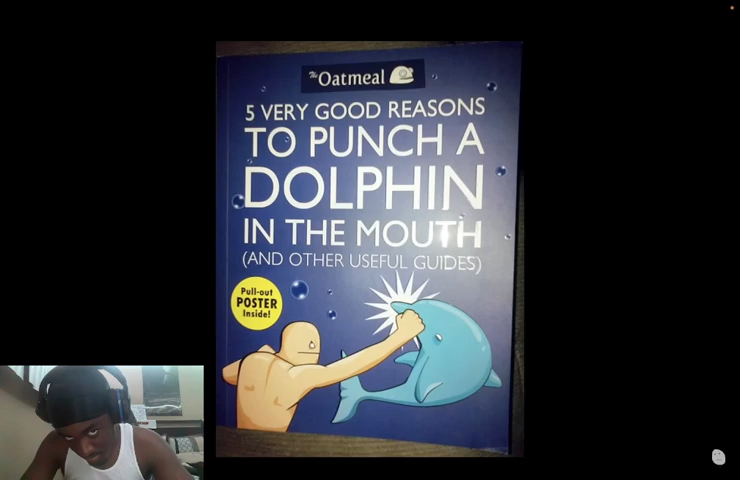 The Oatmeal
5 VERY GOOD REASONS
TO PUNCH A
DOLPHIN
IN THE MOUTH
(AND OTHER USEFUL GUIDES)
Pull-out
POSTER
Inside!